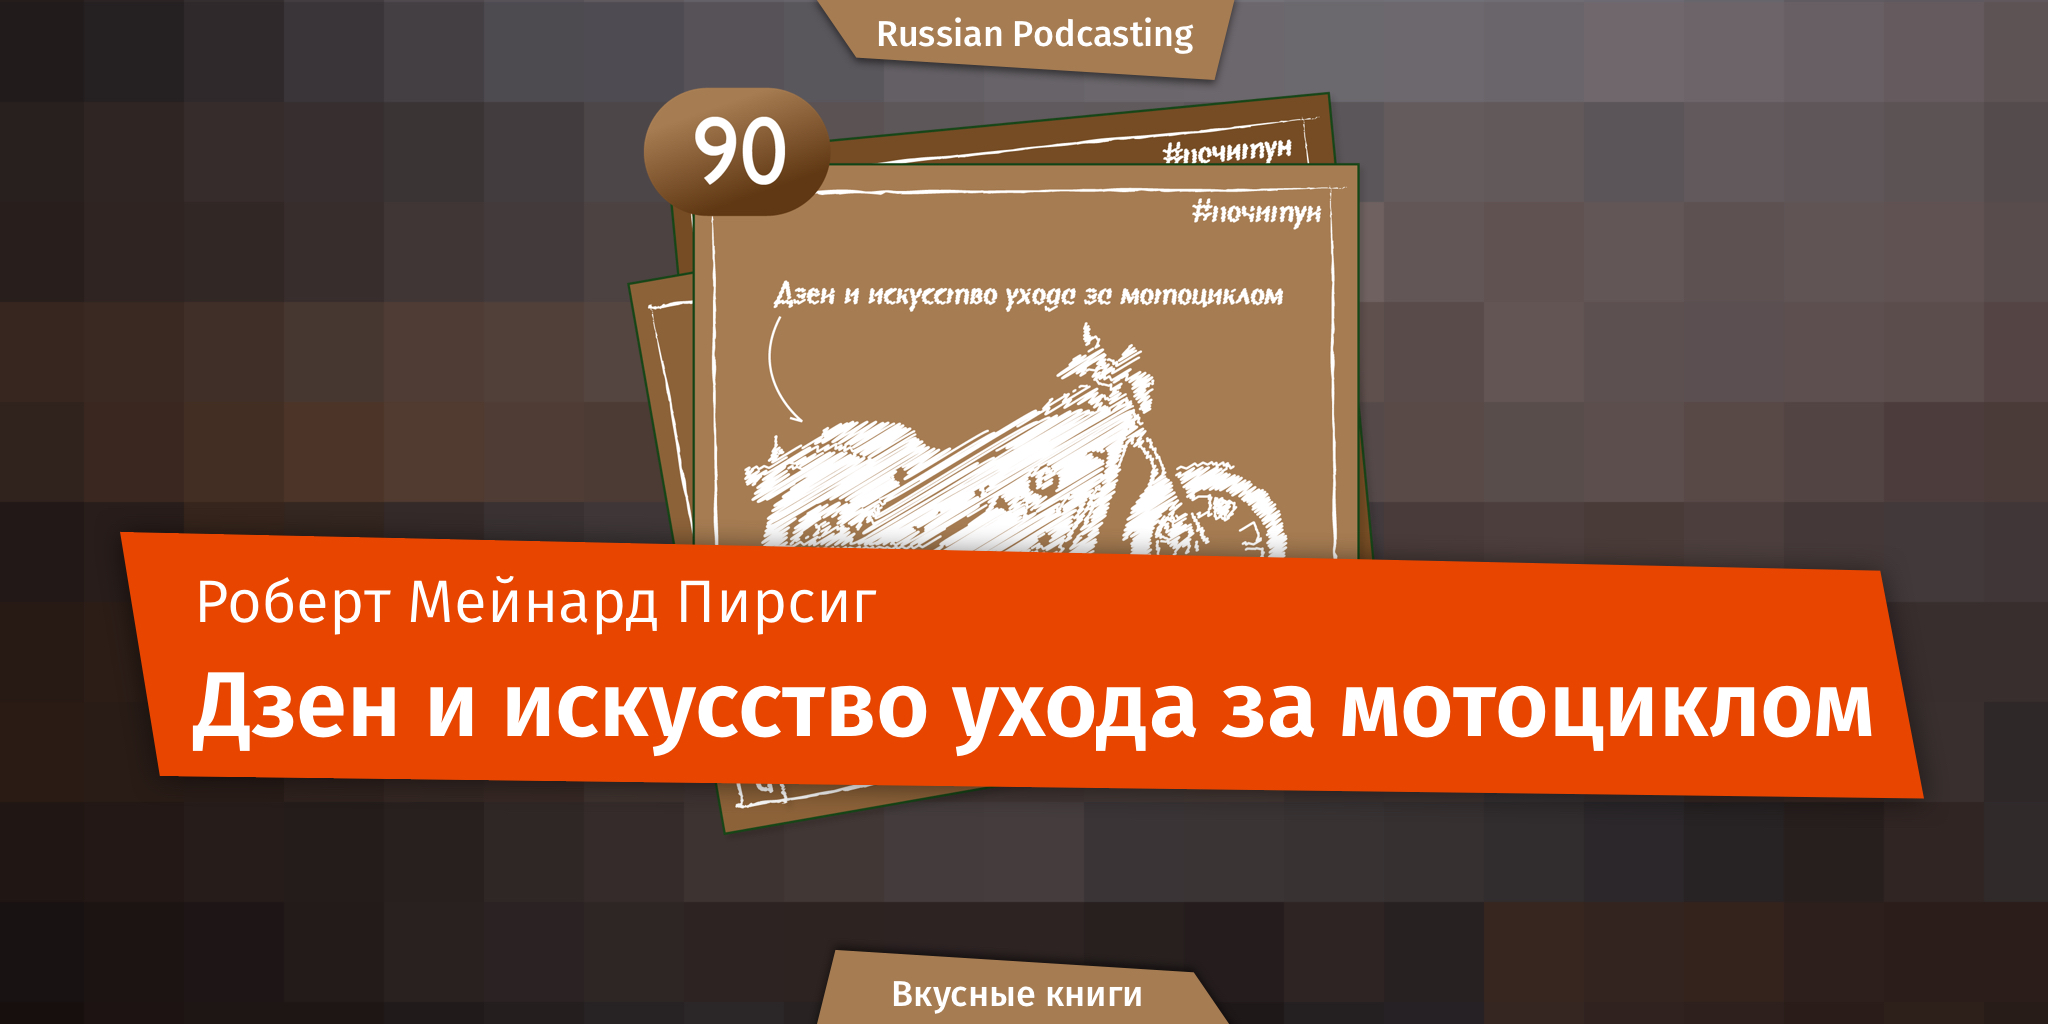 Russian Podcasting
90
#почитун
#почитун
Дзен и искусство ухода за мотоциклом
Роберт Мейнард Пирсиг
Дзен и искусство ухода за мотоциклом
Вкусные книги